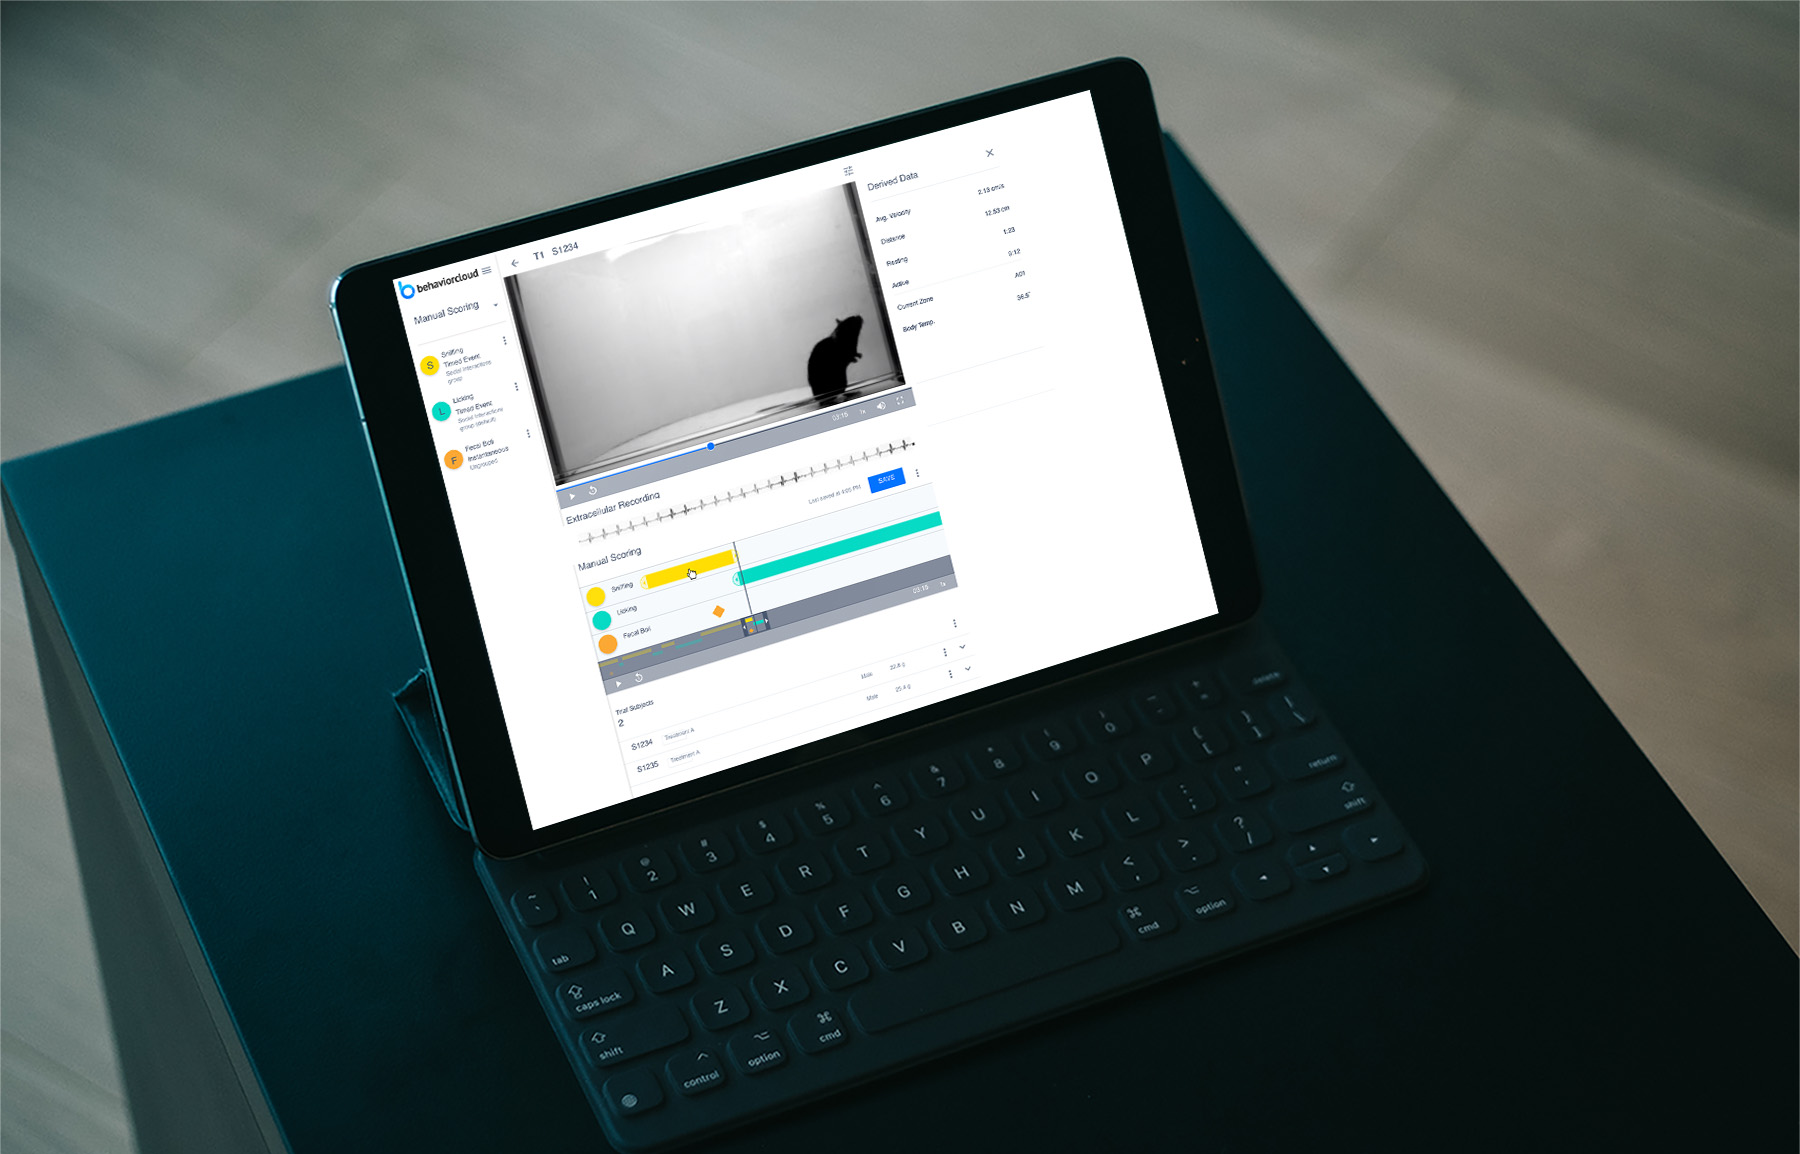 behaviorcloud
Manual Scoring
S
Sniffing
Timed Event
Social Interactions
group
L
Licking
Timed Event
Social Interactions
group (default)
F
Fecal Boli
Instantaneous
Ungrouped
T1 S1234
03:15 1x
Derived Data
Avg. Velocity 2.13 cm/s
Distance 12.53 cm
Resting 1:23
Active 0:12
Current Zone A01
Body Temp. 36.5°
Extracellular Recording
Last saved at 4:05 PM SAVE
Manual Scoring
Sniffing
Licking
Fecal Boli
03:15 1x
Trial Subjects
2
S1234 Treatment A Male
S1235 Treatment A Male 25.4 g
~ ` ! 1 @ 2 # 3 $ 4 % 5 ^ 6 & 7 * 8 ( 9 ) 0 delete
tab Q W E R T Y U I O P
caps lock A S D F G H J K L return
shift Z X C V B N M < , > . ? / shift
control option cmd cmd option